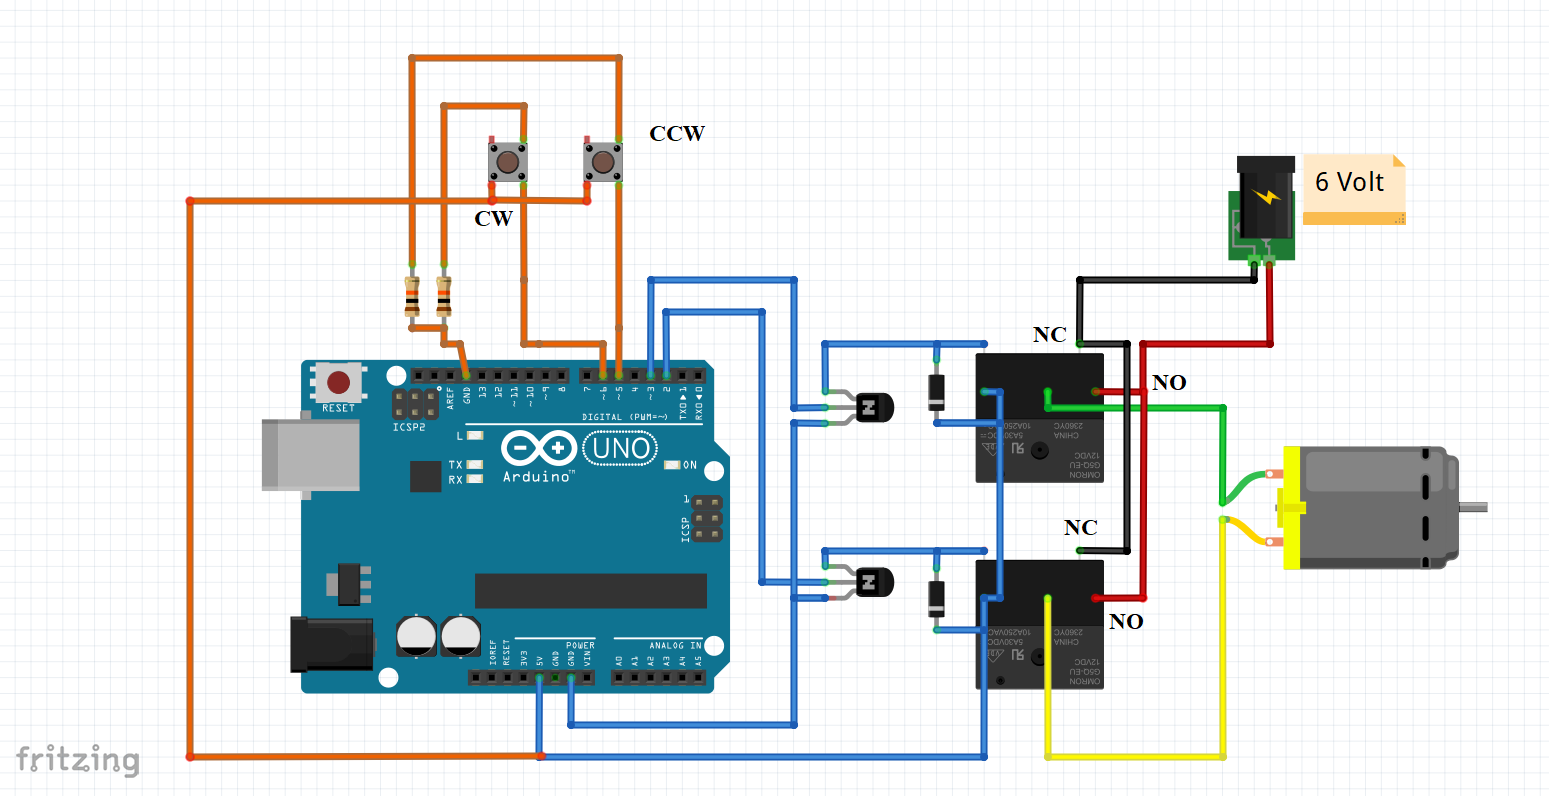 CCW
6 Volt
CW
NC
NO
RESET
ICSP2
AREF
GND
13
12
~11
~10
~9
8
7
~6
~5
4
~3
2
TX0▶1
RX0◀0
DIGITAL (PWM=~)
L
TX
RX
UNO
ON
Arduino™
1
ICSP
5A30VDC
10A250VAC
CHINA
2360YC
12VDC
G5Q-EU
OMRON
NC
NO
5A30VDC
10A250VAC
CHINA
2360YC
12VDC
G5Q-EU
OMRON
POWER
ANALOG IN
IOREF
RESET
3V3
5V
GND
GND
VIN
A0
A1
A2
A3
A4
A5
fritzing